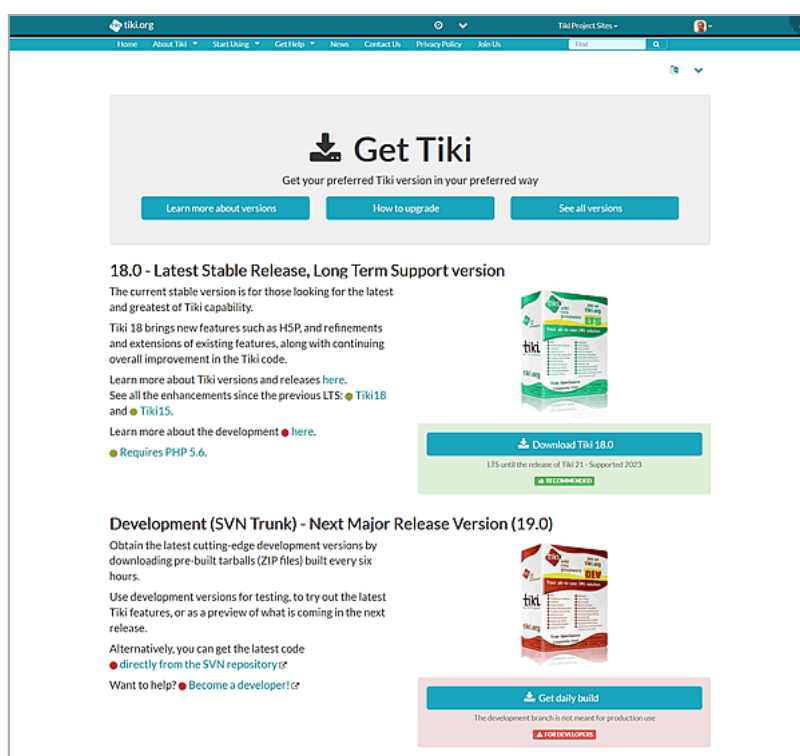 tiki.org
Tiki Project Sites
Home About Tiki Start Using Get Help News Contact Us Privacy Policy Join Us Find
Get Tiki
Get your preferred Tiki version in your preferred way
Learn more about versions How to upgrade See all versions
18.0 - Latest Stable Release, Long Term Support version
The current stable version is for those looking for the latest
and greatest of Tiki capability.
Tiki 18 brings new features such as H5P, and refinements
and extensions of existing features, along with continuing
overall improvement in the Tiki code.
Learn more about Tiki versions and releases here.
See all the enhancements since the previous LTS: Tiki18
and Tiki15.
Learn more about the development here.
Requires PHP 5.6.
LTS
tiki
tiki.org
Download Tiki 18.0
LTS until the release of Tiki 21 - Supported 2023
RECOMMENDED
Development (SVN Trunk) - Next Major Release Version (19.0)
Obtain the latest cutting-edge development versions by
downloading pre-built tarballs (ZIP files) built every six
hours.
Use development versions for testing, to try out the latest
Tiki features, or as a preview of what is coming in the next
release.
Alternatively, you can get the latest code
directly from the SVN repository
Want to help? Become a developer!
DEV
tiki
tiki.org
Get daily build
The development branch is not meant for production use
FOR DEVELOPERS